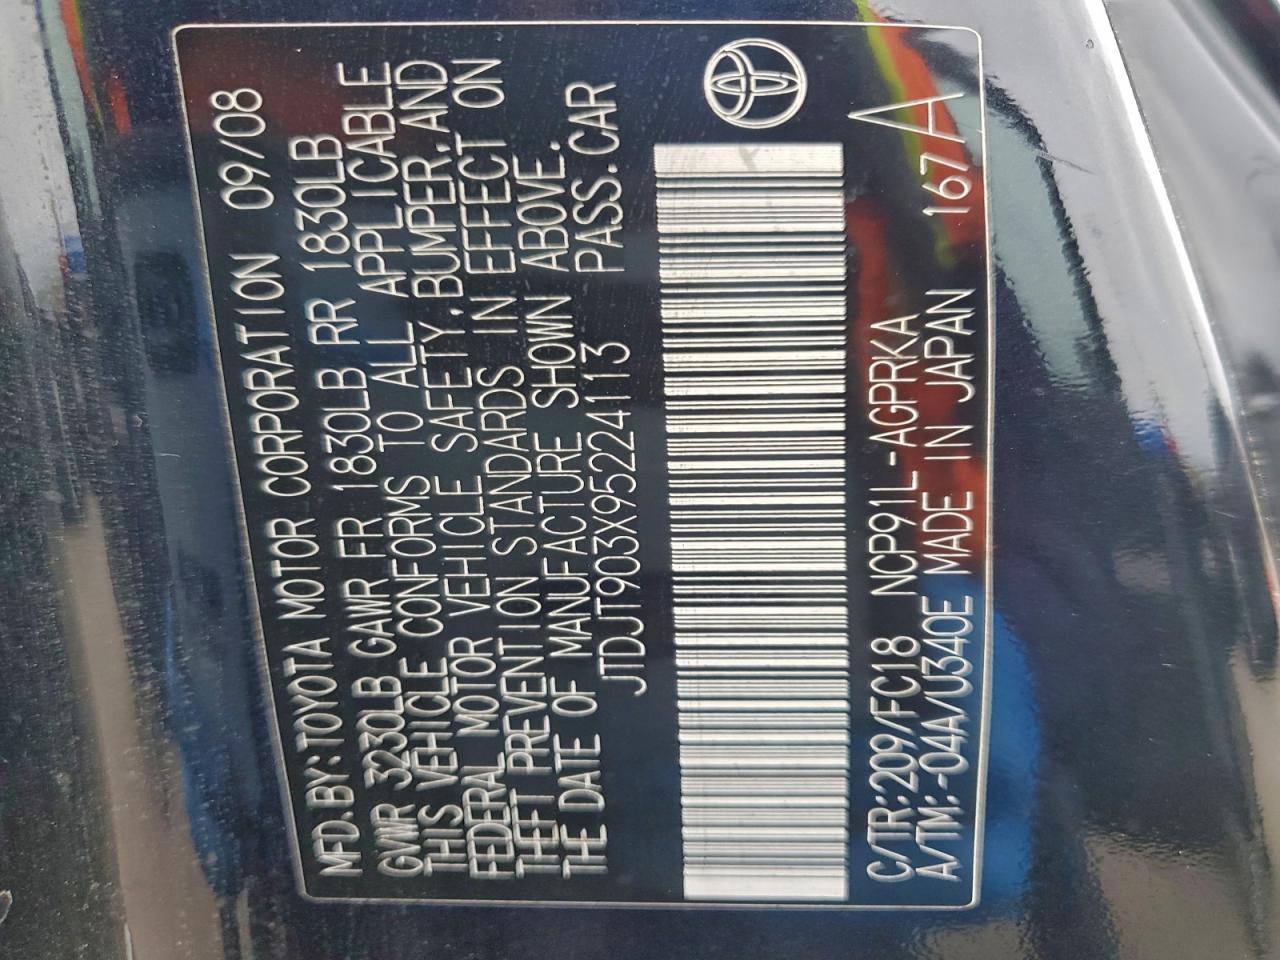 MFD.BY:TOYOTA MOTOR CORPORATION 09/08
GVWR 3230LB GAWR FR 1830LB RR 1830LB
THIS VEHICLE CONFORMS TO ALL APPLICABLE
FEDERAL MOTOR VEHICLE SAFETY,BUMPER,AND
THEFT PREVENTION STANDARDS IN EFFECT ON
THE DATE OF MANUFACTURE SHOWN ABOVE.
JTDJT903X95224113 PASS.CAR
C/TR:209/FC18 NCP91L-AGPRKA
A/TM:-04A/U340E MADE IN JAPAN 167A